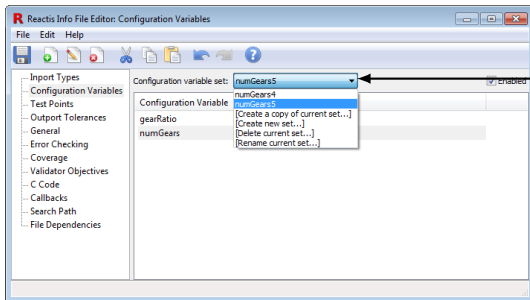 Reactis Info File Editor: Configuration Variables
File Edit Help
Inport Types
Configuration Variables
Test Points
Outport Tolerances
General
Error Checking
Coverage
Validator Objectives
C Code
Callbacks
Search Path
File Dependencies
Configuration variable set: numGears5 Enabled
numGears4
numGears5
[Create a copy of current set...]
[Create new set...]
[Delete current set...]
[Rename current set...]
Configuration Variable
gearRatio
numGears